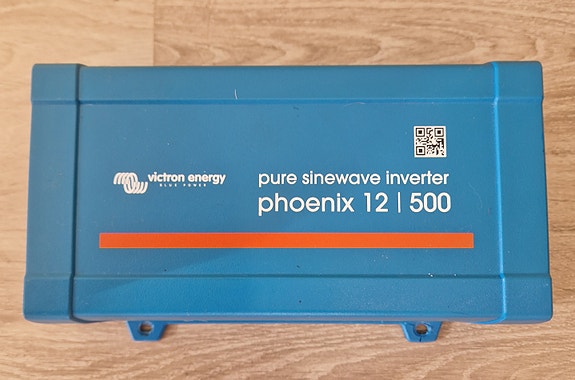 victron energy
BLUE POWER
pure sinewave inverter
phoenix 12 | 500